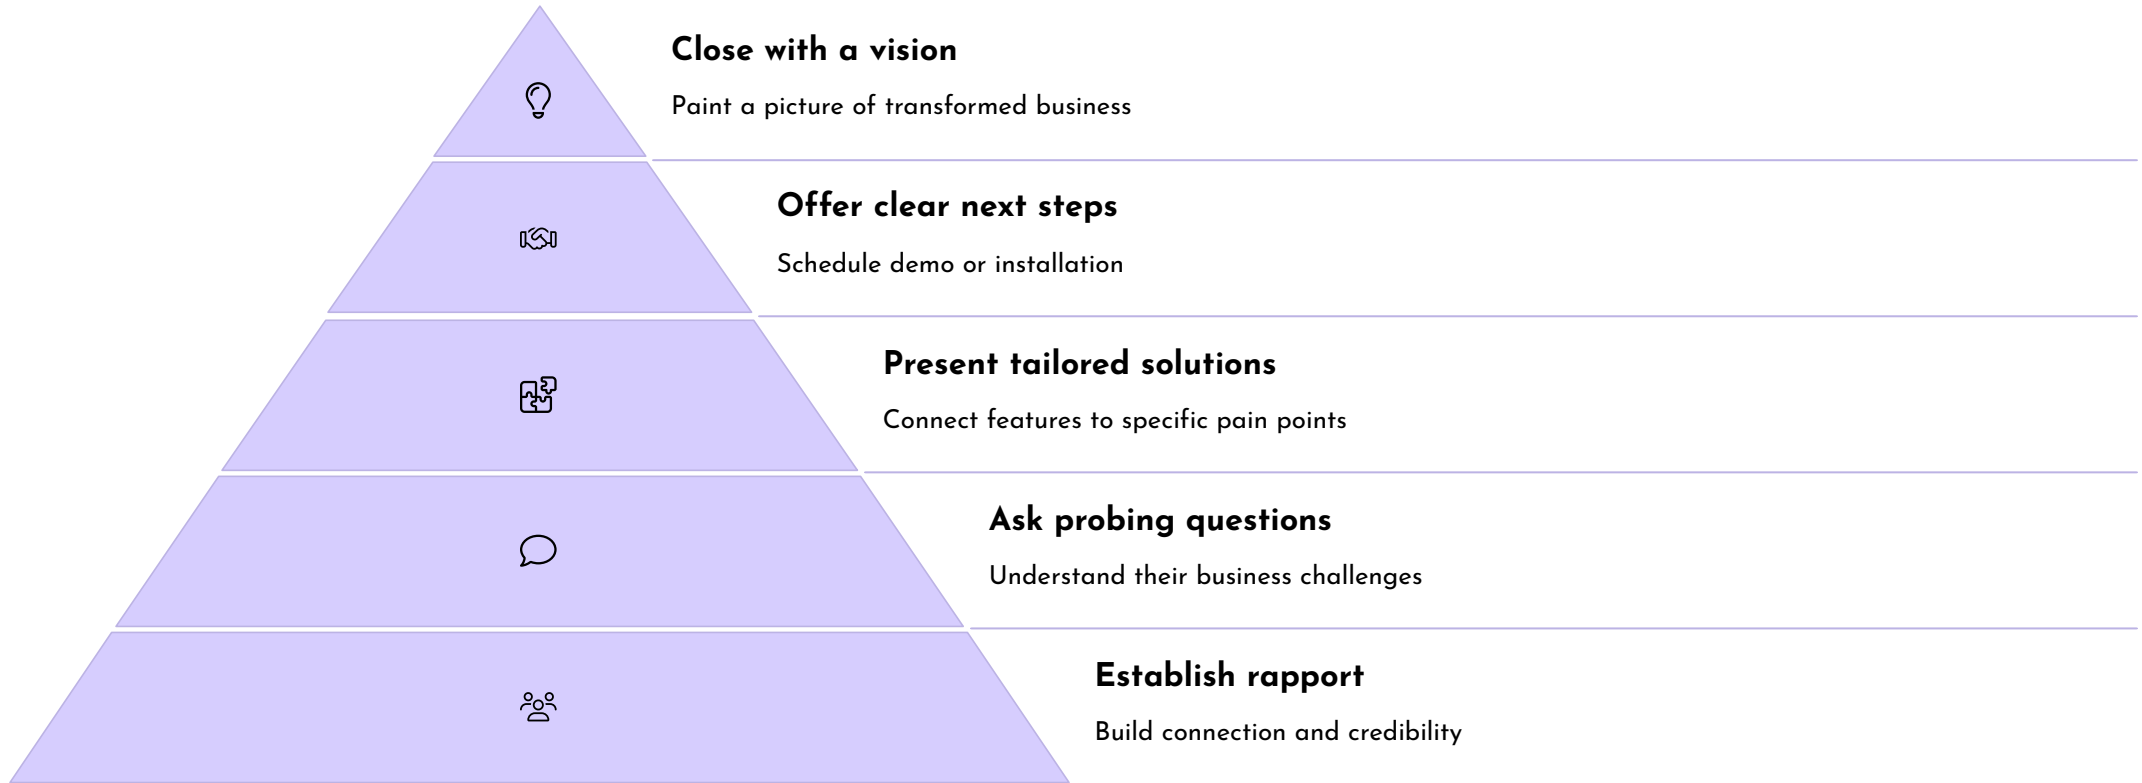 Close with a vision
Paint a picture of transformed business
Offer clear next steps
Schedule demo or installation
Present tailored solutions
Connect features to specific pain points
Ask probing questions
Understand their business challenges
Establish rapport
Build connection and credibility